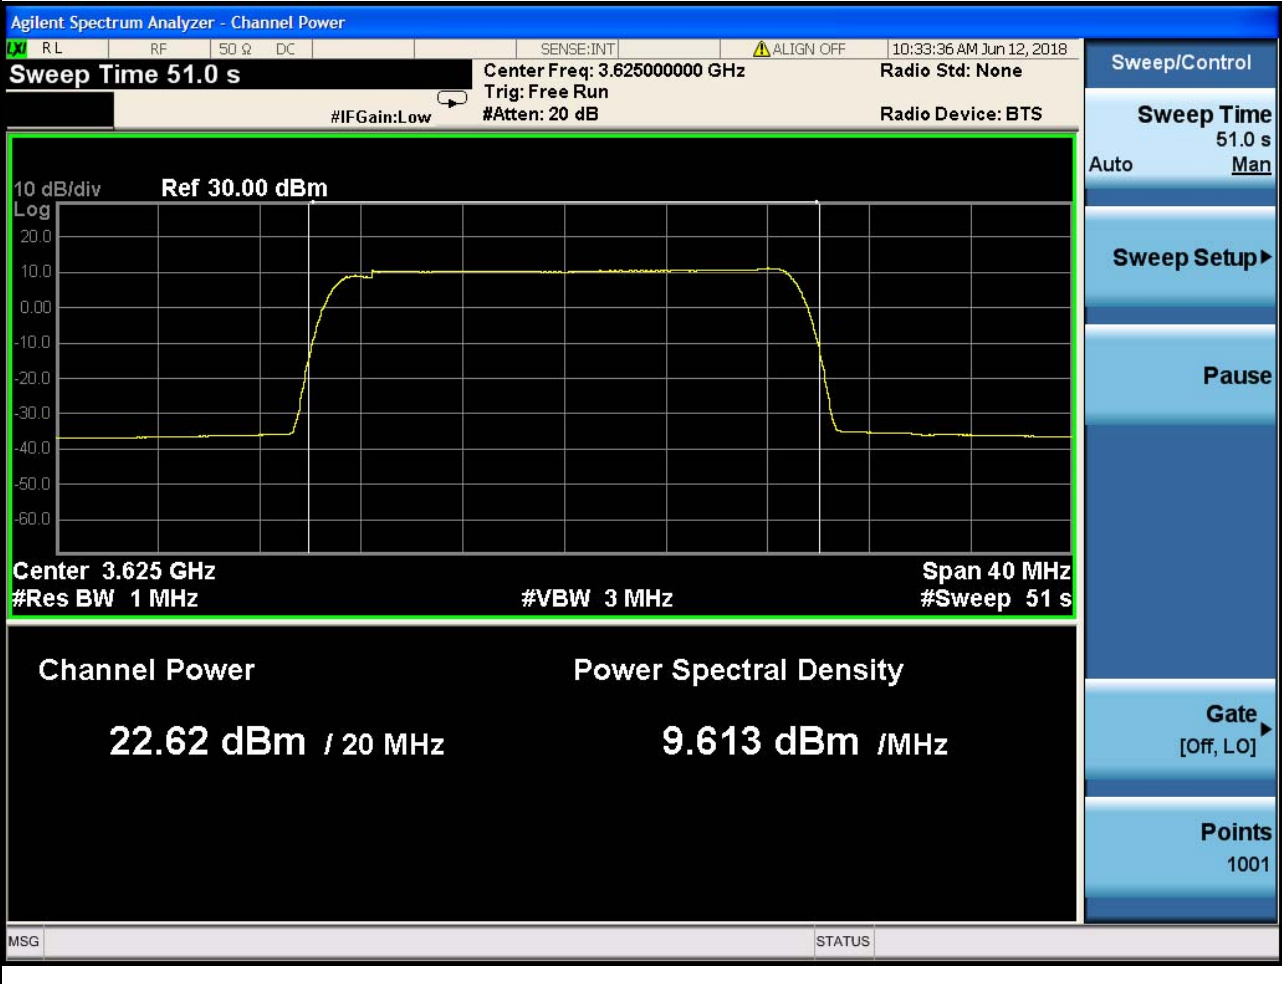 Agilent Spectrum Analyzer - Channel Power
LXI RL RF 50 Ω DC SENSE:INT ALIGN OFF 10:33:36 AM Jun 12, 2018
Sweep Time 51.0 s
Center Freq: 3.625000000 GHz
Radio Std: None
Trig: Free Run
#IFGain:Low
#Atten: 20 dB
Radio Device: BTS
10 dB/div Ref 30.00 dBm
Log
20.0
10.0
0.00
-10.0
-20.0
-30.0
-40.0
-50.0
-60.0
Center 3.625 GHz Span 40 MHz
#Res BW 1 MHz #VBW 3 MHz #Sweep 51 s
Channel Power Power Spectral Density
22.62 dBm / 20 MHz 9.613 dBm /MHz
Sweep/Control
Sweep Time
51.0 s
Auto Man
Sweep Setup
Pause
Gate
[Off, LO]
Points
1001
MSG STATUS